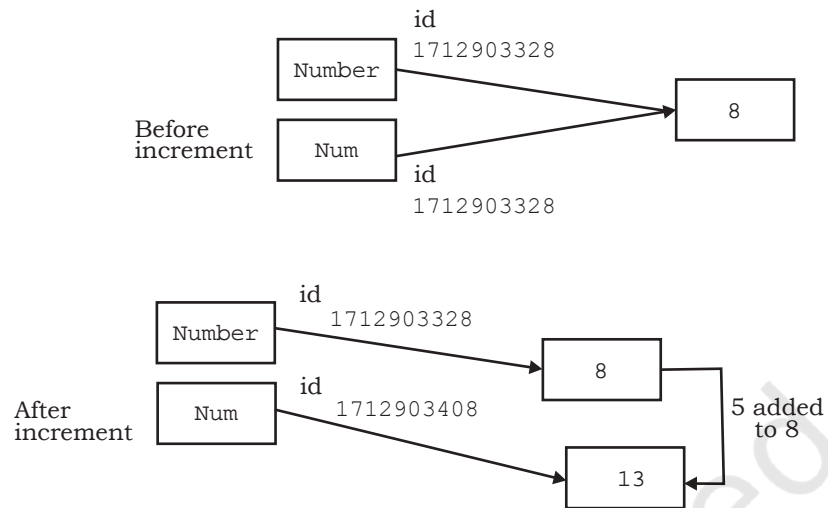 id
1712903328
Number
8
Before
increment
Num
id
1712903328
id
1712903328
Number
8
id
1712903408
After
increment
Num
5 added
to 8
13